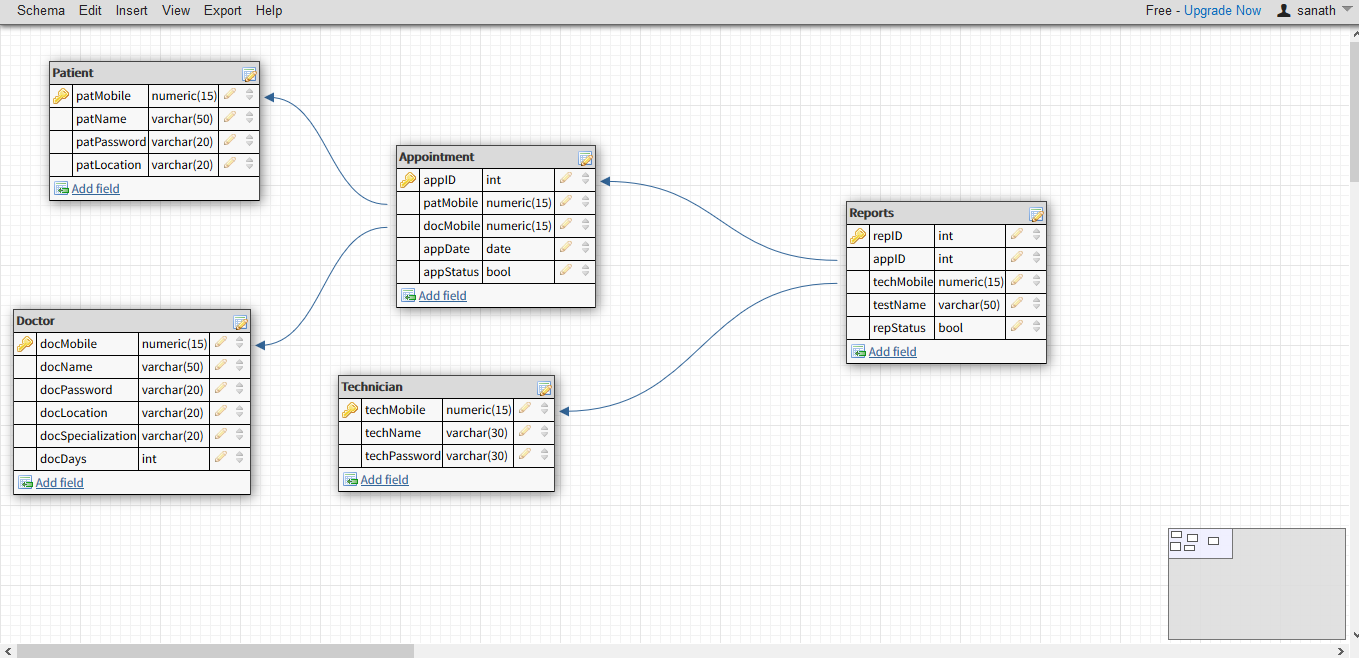 Schema Edit Insert View Export Help Free - Upgrade Now sanath
Patient
patMobile numeric(15)
patName varchar(50)
patPassword varchar(20)
patLocation varchar(20)
Add field
Appointment
appID int
patMobile numeric(15)
docMobile numeric(15)
appDate date
appStatus bool
Add field
Reports
repID int
appID int
techMobile numeric(15)
testName varchar(50)
repStatus bool
Add field
Doctor
docMobile numeric(15)
docName varchar(50)
docPassword varchar(20)
docLocation varchar(20)
docSpecialization varchar(20)
docDays int
Add field
Technician
techMobile numeric(15)
techName varchar(30)
techPassword varchar(30)
Add field